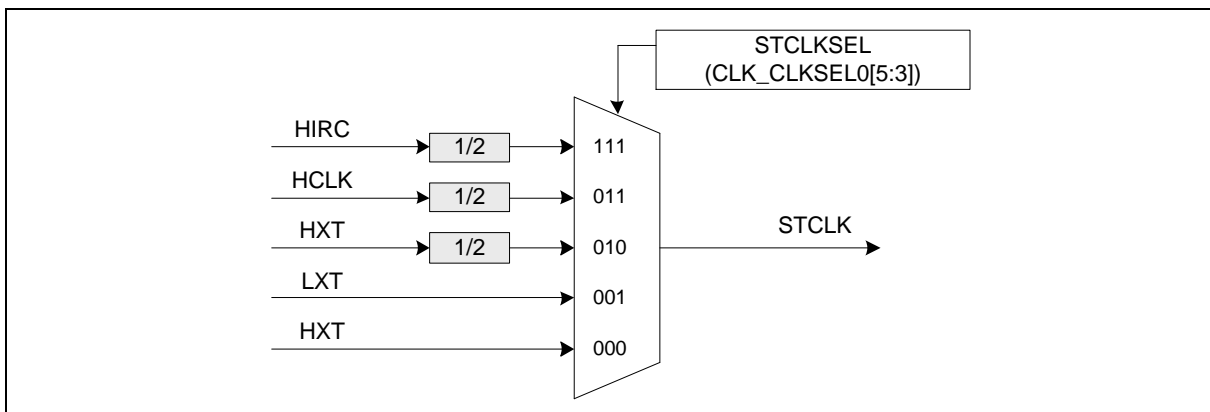 STCLKSEL
(CLK_CLKSEL0[5:3])
HIRC
1/2
111
HCLK
1/2
011
HXT
1/2
010
STCLK
LXT
001
HXT
000